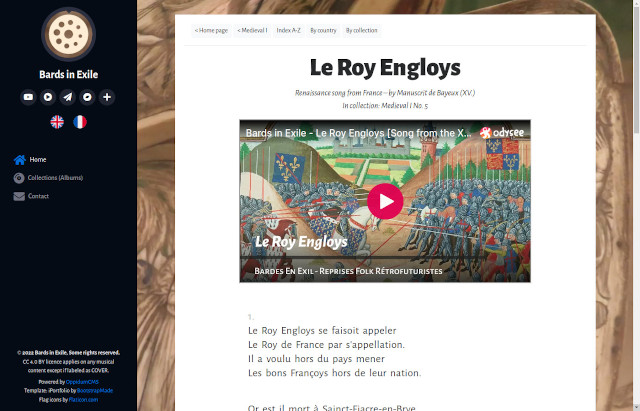 Bards in Exile
Home
Collections (Albums)
Contact
© 2022 Bards in Exile. Some rights reserved.
CC 4.0 BY licence applies on any musical
content except if labeled as COVER.
Powered by OppidamCMS
Template: iPortfolio by BootstrapMade
Flag icons by Flaticon.com
< Home page
< Medieval I
Index A-Z
By country
By collection
Le Roy Engloys
Renaissance song from France – by Manuscrit de Bayeux (XV.)
In collection: Medieval I No. 5
Bards in Exile - Le Roy Engloys [Song from the X...
odysee
Le Roy Engloys
Bardes En Exil - Reprises Folk Rétrofuturistes
1.
Le Roy Engloys se faisoit appeler
Le Roy de France par s'appellation.
Il a voulu hors du pays mener
Les bons Françoys hors de leur nation.
Or est il mort à Sainct-Fiacre-en-Brye,